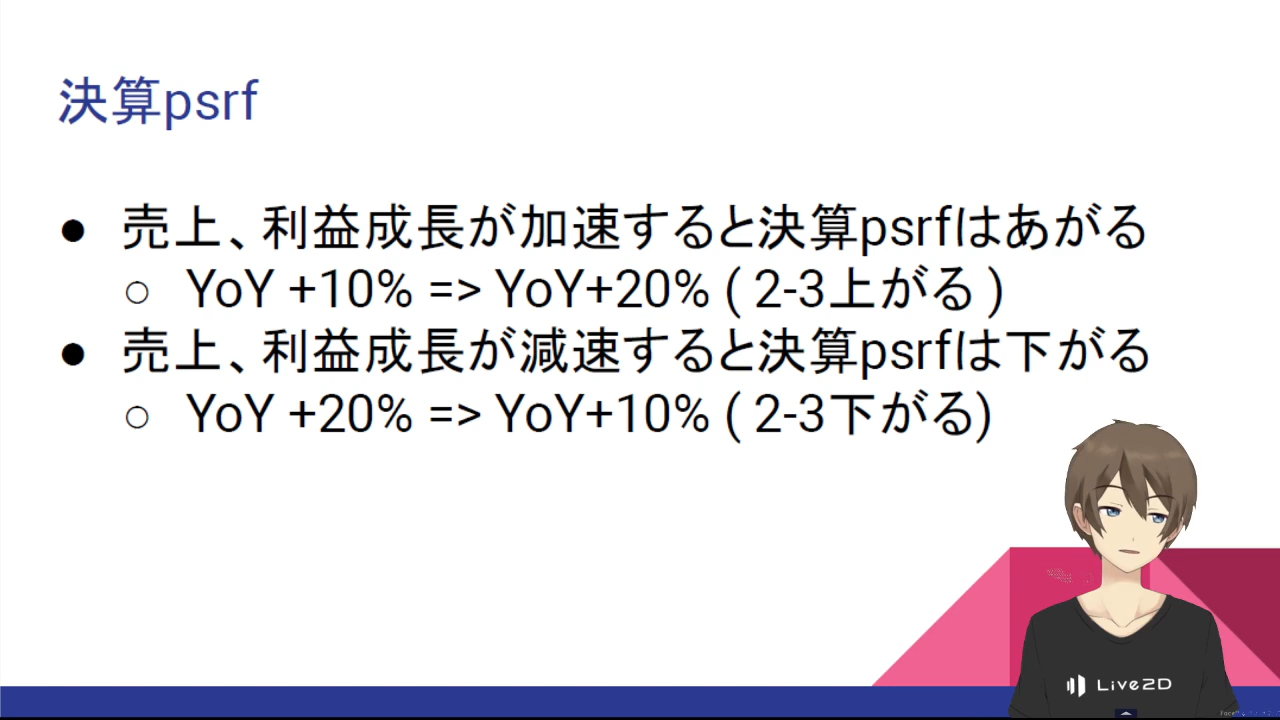 決算psrf
● 売上、利益成長が加速すると決算psrfはあがる
○ YoY +10% => YoY+20% ( 2-3上がる )
● 売上、利益成長が減速すると決算psrfは下がる
○ YoY +20% => YoY+10% ( 2-3下がる)
Live2D